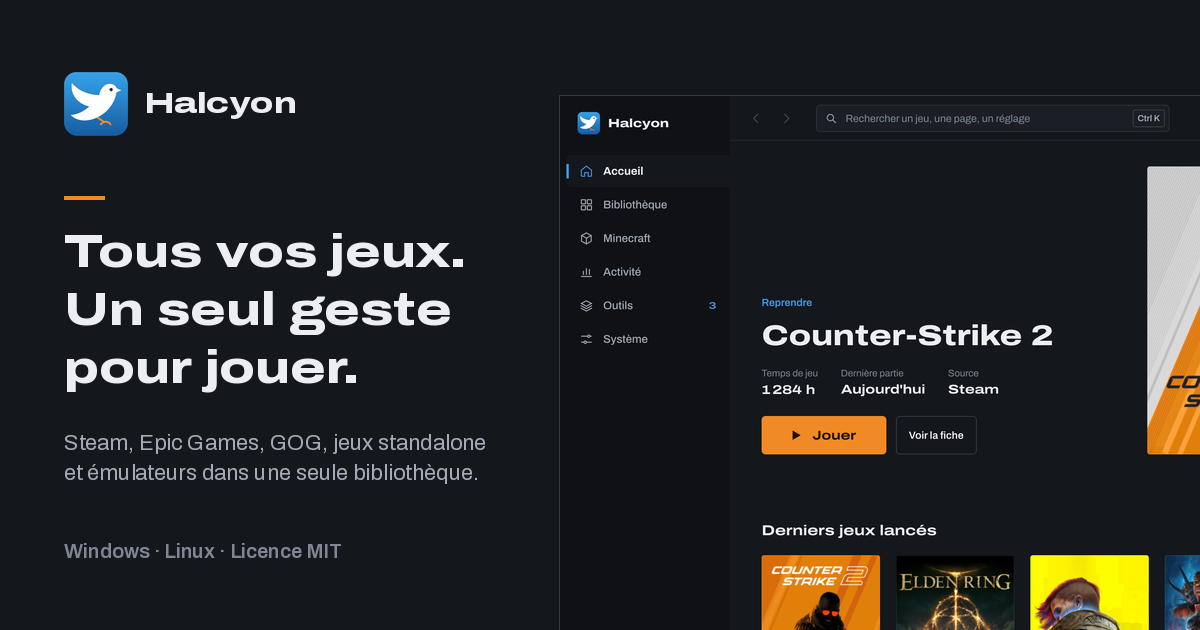 Halcyon
Tous vos jeux.
Un seul geste
pour jouer.
Steam, Epic Games, GOG, jeux standalone
et émulateurs dans une seule bibliothèque.
Windows · Linux · Licence MIT
Halcyon
Rechercher un jeu, une page, un réglage
Ctrl K
Accueil
Bibliothèque
Minecraft
Activité
Outils 3
Système
Reprendre
Counter-Strike 2
Temps de jeu Dernière partie Source
1 284 h Aujourd'hui Steam
Jouer Voir la fiche
Derniers jeux lancés
COUNTER
STRIKE 2
ELDEN RING